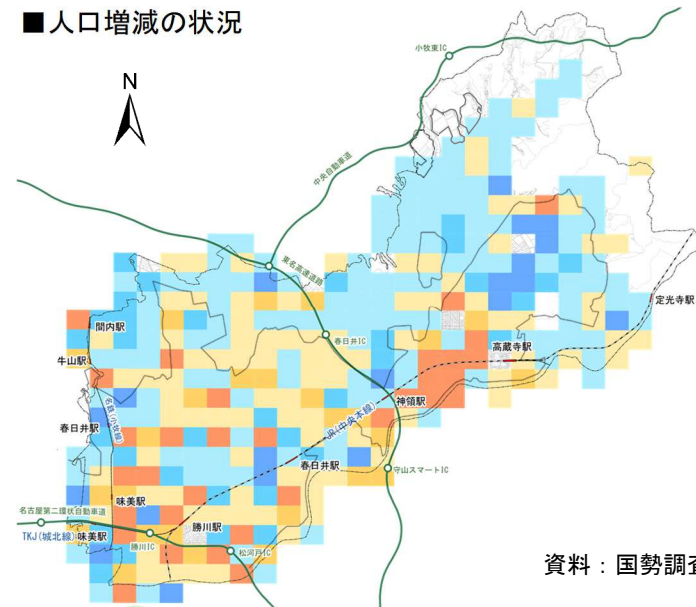 ■人口増減の状況
小牧東IC
N
中央自動車道
東名高速道路
定光寺駅
間内駅
春日井IC
高蔵寺駅
牛山駅
名鉄(小牧線)
神領駅
春日井駅
JR(中央本線)
春日井駅
守山スマートIC
味美駅
名古屋第二環状自動車道
勝川駅
TKJ(城北線)味美駅
勝川IC
松河戸IC
資料：国勢調査